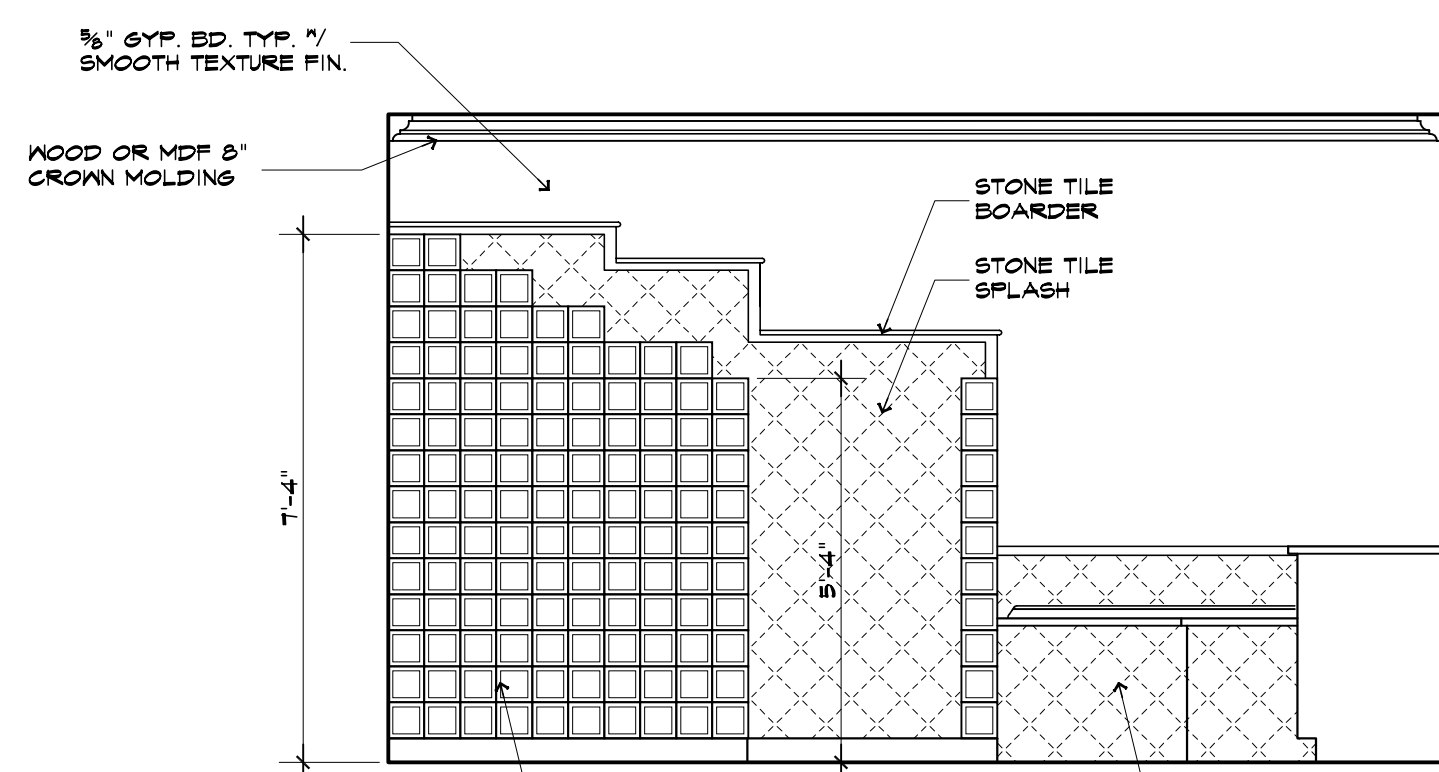 ⅝" GYP. BD. TYP. W/
SMOOTH TEXTURE FIN.
WOOD OR MDF 8"
CROWN MOLDING
STONE TILE
BOARDER
STONE TILE
SPLASH
7'-4"
5'-4"